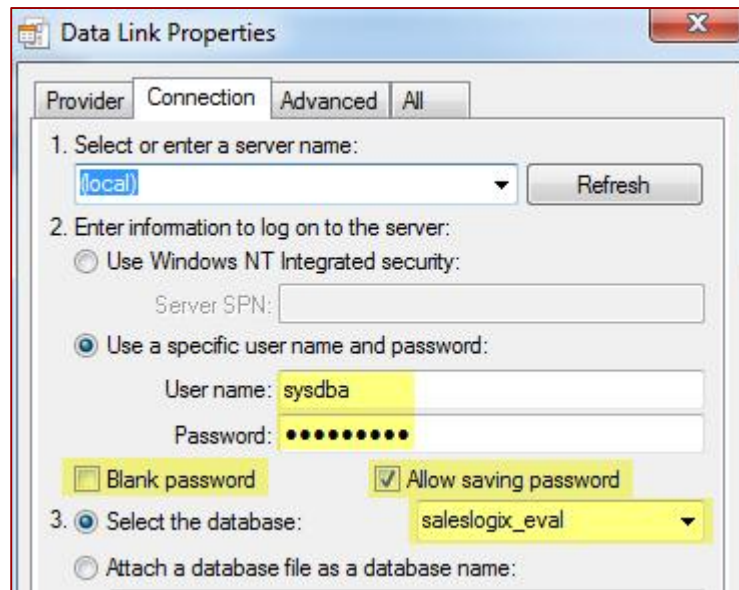 Data Link Properties
Provider Connection Advanced All
1. Select or enter a server name:
(local) Refresh
2. Enter information to log on to the server:
Use Windows NT Integrated security:
Server SPN:
Use a specific user name and password:
User name: sysdba
Password: •••••••••
Blank password Allow saving password
3. Select the database: saleslogix_eval
Attach a database file as a database name: